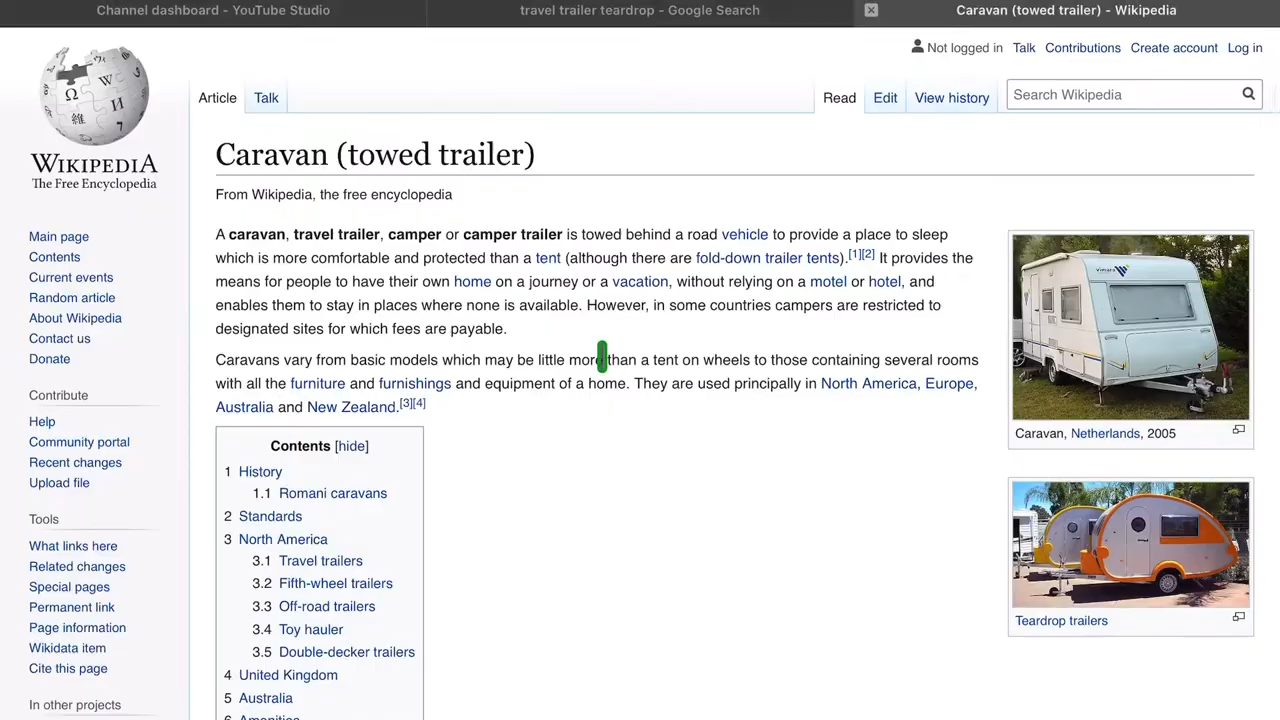 Channel dashboard - YouTube Studio
travel trailer teardrop - Google Search
Caravan (towed trailer) - Wikipedia
Not logged in Talk Contributions Create account Log in
Article Talk
Read Edit View history
Search Wikipedia
WIKIPEDIA
The Free Encyclopedia
Main page
Contents
Current events
Random article
About Wikipedia
Contact us
Donate
Contribute
Help
Community portal
Recent changes
Upload file
Tools
What links here
Related changes
Special pages
Permanent link
Page information
Wikidata item
Cite this page
In other projects
Caravan (towed trailer)
From Wikipedia, the free encyclopedia
A caravan, travel trailer, camper or camper trailer is towed behind a road vehicle to provide a place to sleep
which is more comfortable and protected than a tent (although there are fold-down trailer tents).[1][2] It provides the
means for people to have their own home on a journey or a vacation, without relying on a motel or hotel, and
enables them to stay in places where none is available. However, in some countries campers are restricted to
designated sites for which fees are payable.
Caravans vary from basic models which may be little more than a tent on wheels to those containing several rooms
with all the furniture and furnishings and equipment of a home. They are used principally in North America, Europe,
Australia and New Zealand.[3][4]
Contents [hide]
1 History
1.1 Romani caravans
2 Standards
3 North America
3.1 Travel trailers
3.2 Fifth-wheel trailers
3.3 Off-road trailers
3.4 Toy hauler
3.5 Double-decker trailers
4 United Kingdom
5 Australia
6 Amenities
Caravan, Netherlands, 2005
Teardrop trailers